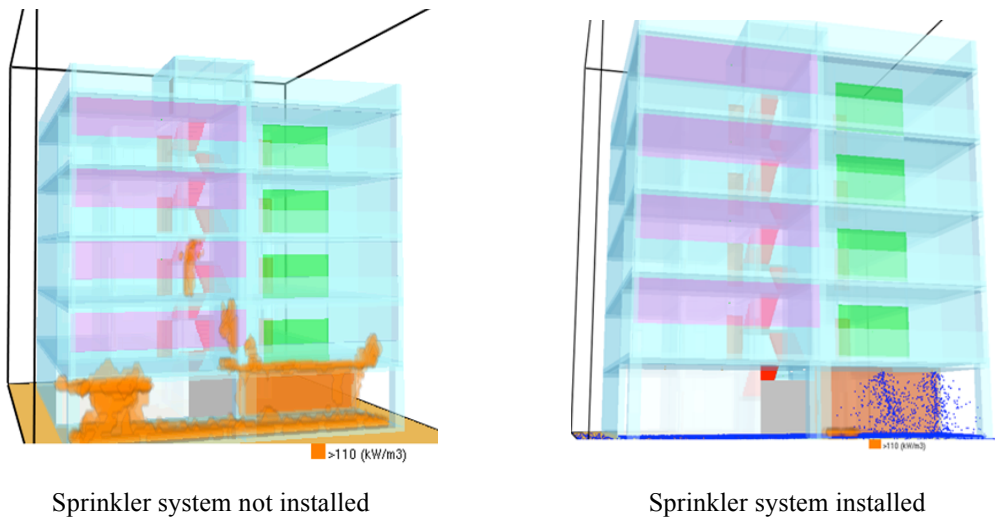 >110 (kW/m3)
>110 (kW/m3)
Sprinkler system not installed
Sprinkler system installed